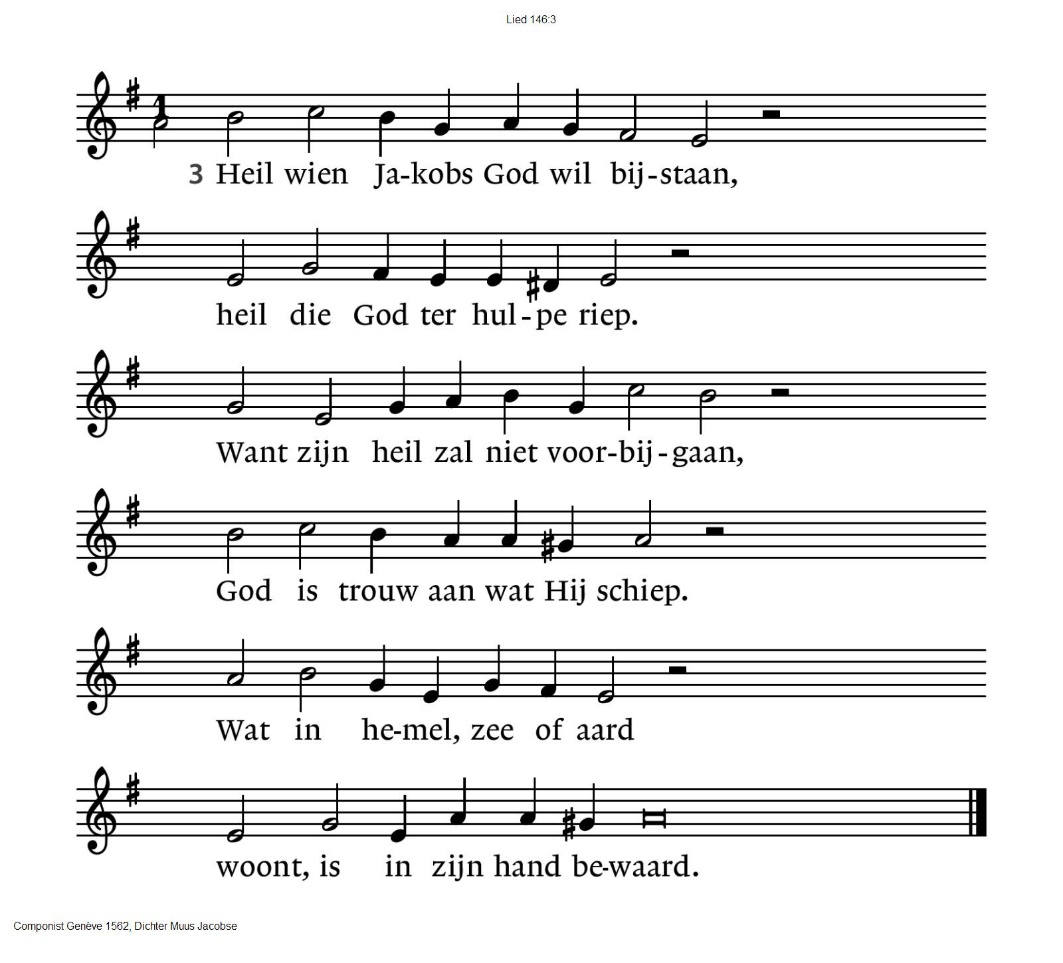 Lied 146:3
1
3 Heil wien Ja-kobs God wil bij-staan,
heil die God ter hul-pe riep.
Want zijn heil zal niet voor-bij-gaan,
God is trouw aan wat Hij schiep.
Wat in he-mel, zee of aard
woont, is in zijn hand be-waard.
Componist Genève 1562, Dichter Muus Jacobse